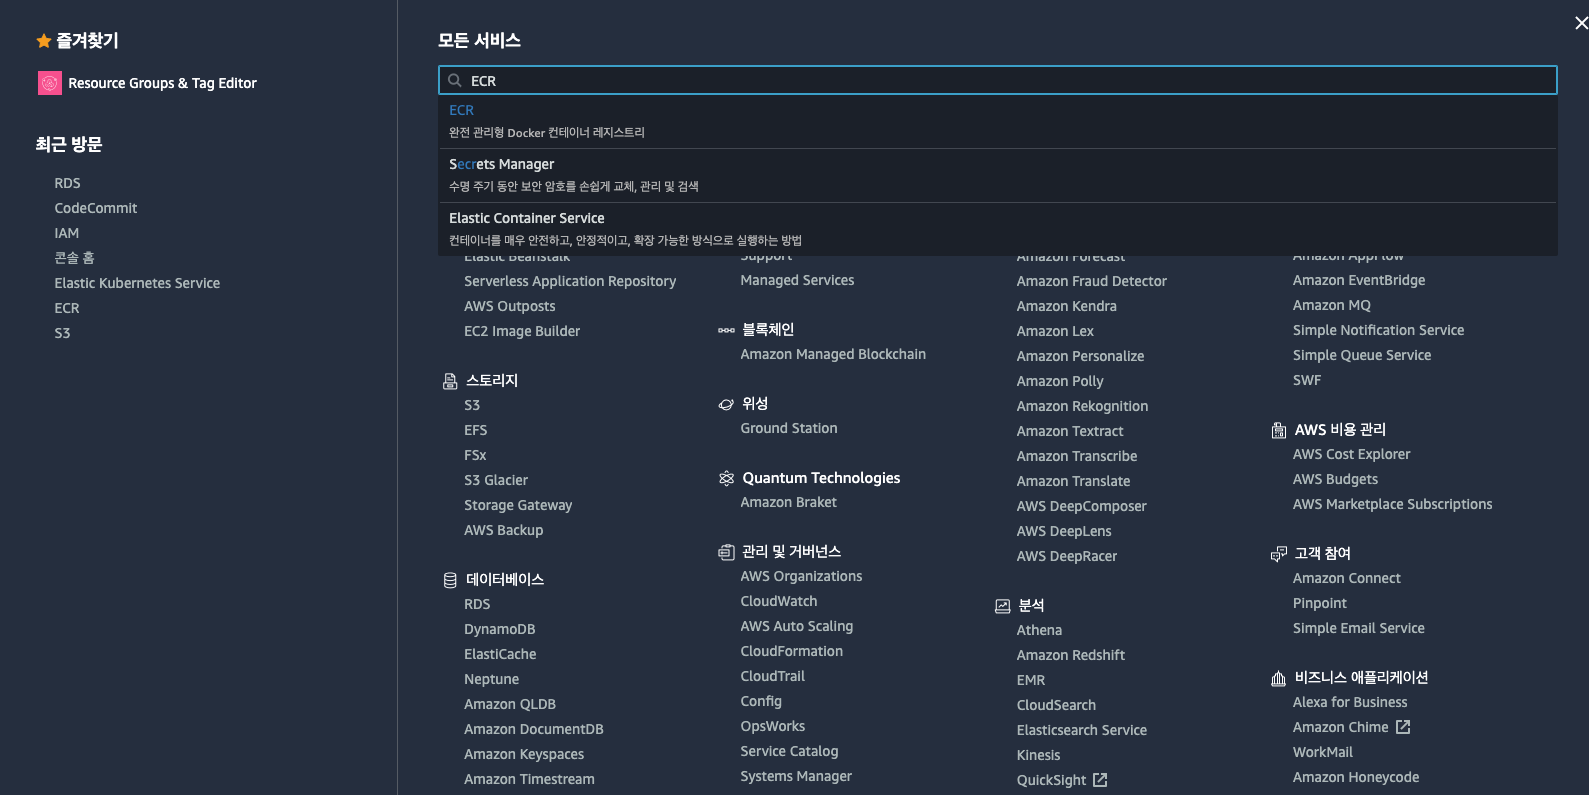 즐겨찾기
Resource Groups & Tag Editor
최근 방문
RDS
CodeCommit
IAM
콘솔 홈
Elastic Kubernetes Service
ECR
S3
모든 서비스
ECR
ECR
완전 관리형 Docker 컨테이너 레지스트리
Secrets Manager
수명 주기 동안 보안 암호를 손쉽게 교체, 관리 및 검색
Elastic Container Service
컨테이너를 매우 안전하고, 안정적이고, 확장 가능한 방식으로 실행하는 방법
Elastic Beanstalk
Serverless Application Repository
AWS Outposts
EC2 Image Builder
스토리지
S3
EFS
FSx
S3 Glacier
Storage Gateway
AWS Backup
데이터베이스
RDS
DynamoDB
ElastiCache
Neptune
Amazon QLDB
Amazon DocumentDB
Amazon Keyspaces
Amazon Timestream
Support
Managed Services
블록체인
Amazon Managed Blockchain
위성
Ground Station
Quantum Technologies
Amazon Braket
관리 및 거버넌스
AWS Organizations
CloudWatch
AWS Auto Scaling
CloudFormation
CloudTrail
Config
OpsWorks
Service Catalog
Systems Manager
Amazon Forecast
Amazon Fraud Detector
Amazon Kendra
Amazon Lex
Amazon Personalize
Amazon Polly
Amazon Rekognition
Amazon Textract
Amazon Transcribe
Amazon Translate
AWS DeepComposer
AWS DeepLens
AWS DeepRacer
분석
Athena
Amazon Redshift
EMR
CloudSearch
Elasticsearch Service
Kinesis
QuickSight
Amazon AppFlow
Amazon EventBridge
Amazon MQ
Simple Notification Service
Simple Queue Service
SWF
AWS 비용 관리
AWS Cost Explorer
AWS Budgets
AWS Marketplace Subscriptions
고객 참여
Amazon Connect
Pinpoint
Simple Email Service
비즈니스 애플리케이션
Alexa for Business
Amazon Chime
WorkMail
Amazon Honeycode